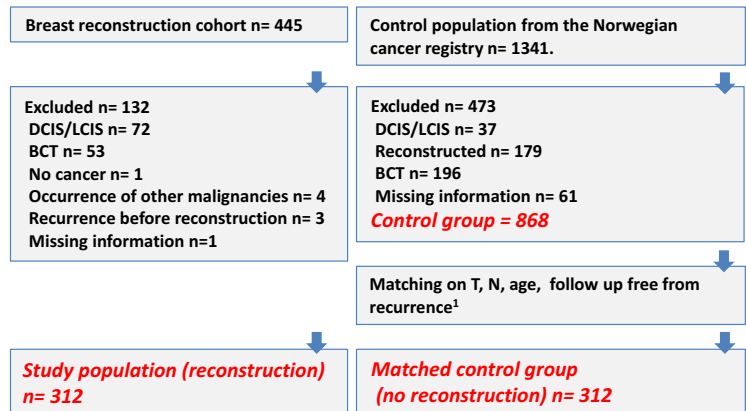 Breast reconstruction cohort n= 445
Control population from the Norwegian
cancer registry n= 1341.
Excluded n= 132
DCIS/LCIS n= 72
BCT n= 53
No cancer n= 1
Occurrence of other malignancies n= 4
Recurrence before reconstruction n= 3
Missing information n=1
Excluded n= 473
DCIS/LCIS n= 37
Reconstructed n= 179
BCT n= 196
Missing information n= 61
Control group = 868
Matching on T, N, age, follow up free from
recurrence¹
Study population (reconstruction)
n= 312
Matched control group
(no reconstruction) n= 312